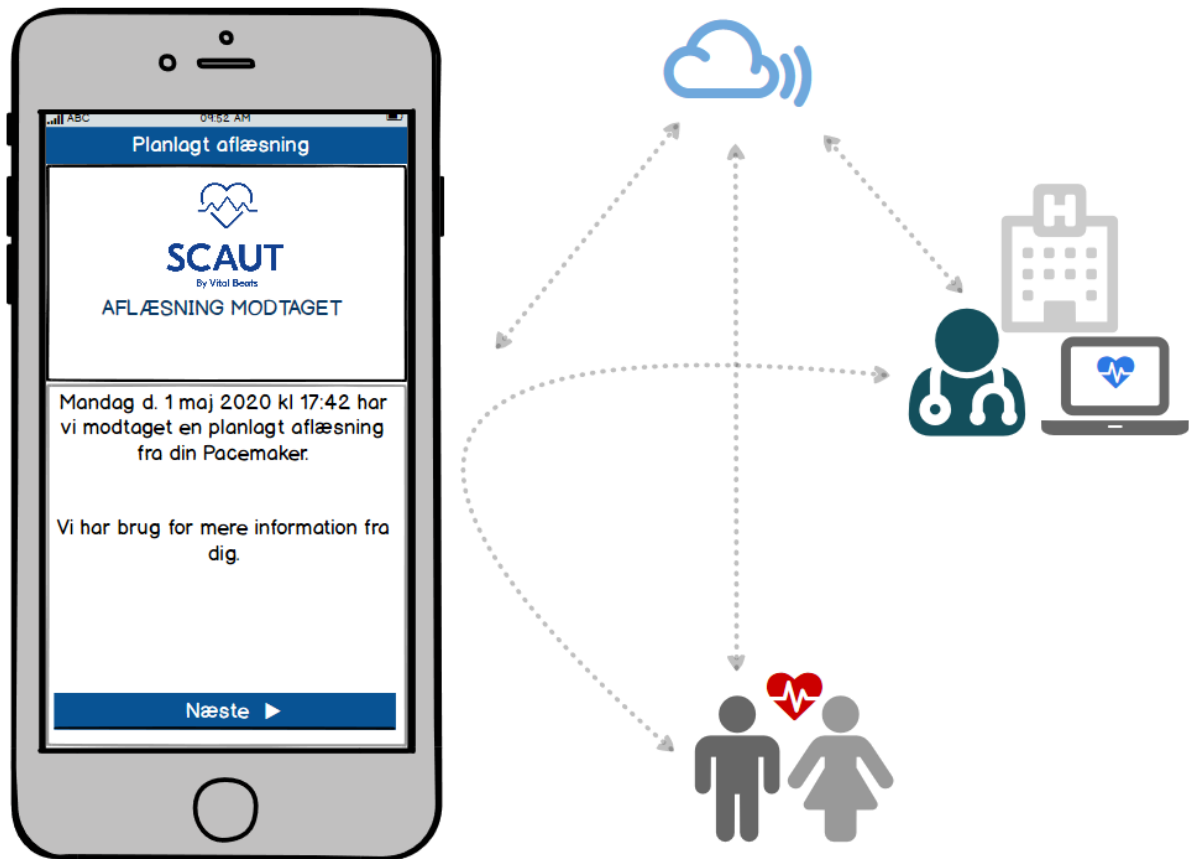 ABC 09:52 AM
Planlagt aflæsning
SCAUT
By Vital Beats
AFLÆSNING MODTAGET
Mandag d. 1 maj 2020 kl 17:42 har
vi modtaget en planlagt aflæsning
fra din Pacemaker.
Vi har brug for mere information fra
dig.
Næste
H